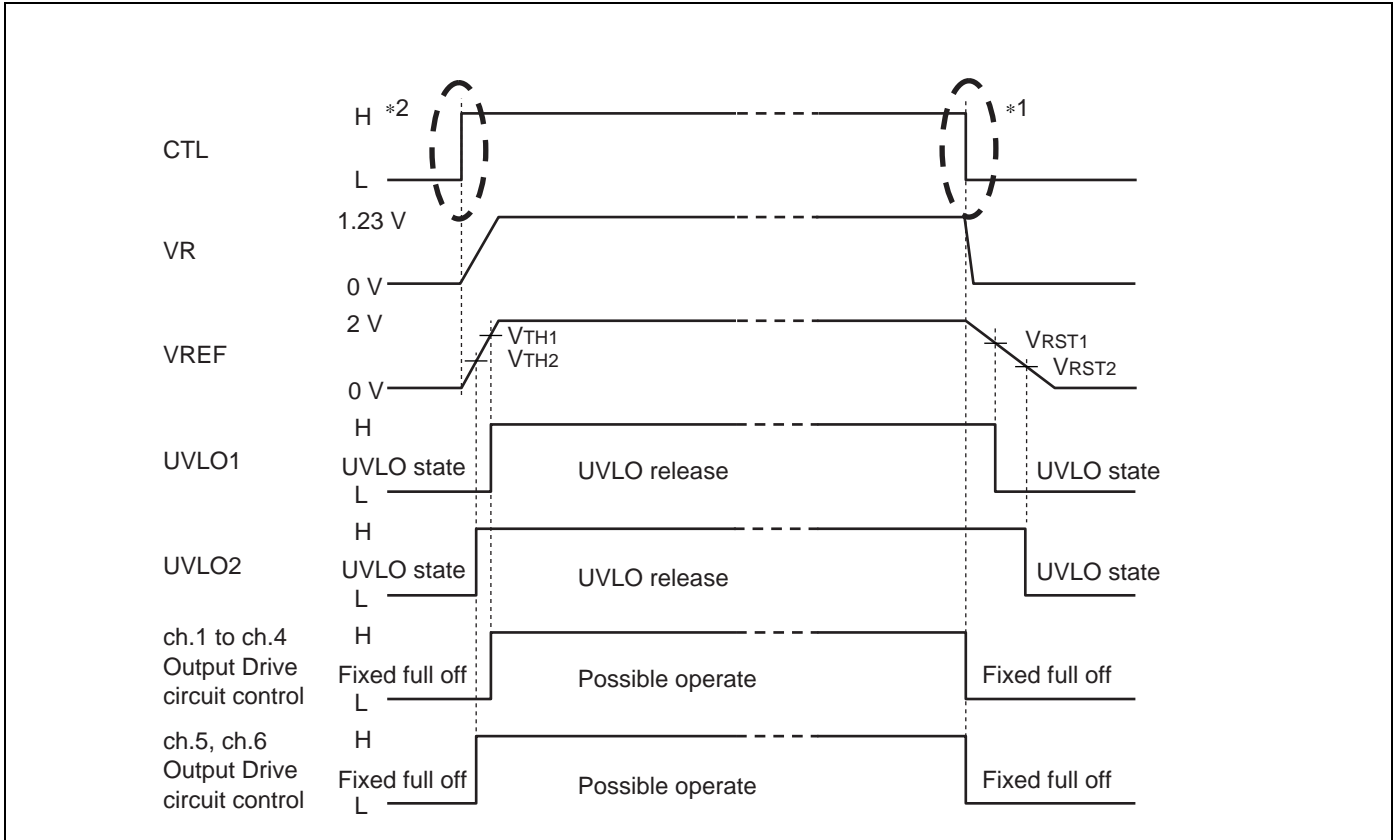 H *2 *1
CTL
L
1.23 V
VR
0 V
2 V
VTH1 VRST1
VREF VTH2 VRST2
0 V
H
UVLO1 UVLO state UVLO release UVLO state
L
H
UVLO2 UVLO state UVLO release UVLO state
L
ch.1 to ch.4 H
Output Drive Fixed full off Possible operate Fixed full off
circuit control L
ch.5, ch.6 H
Output Drive Fixed full off Possible operate Fixed full off
circuit control L